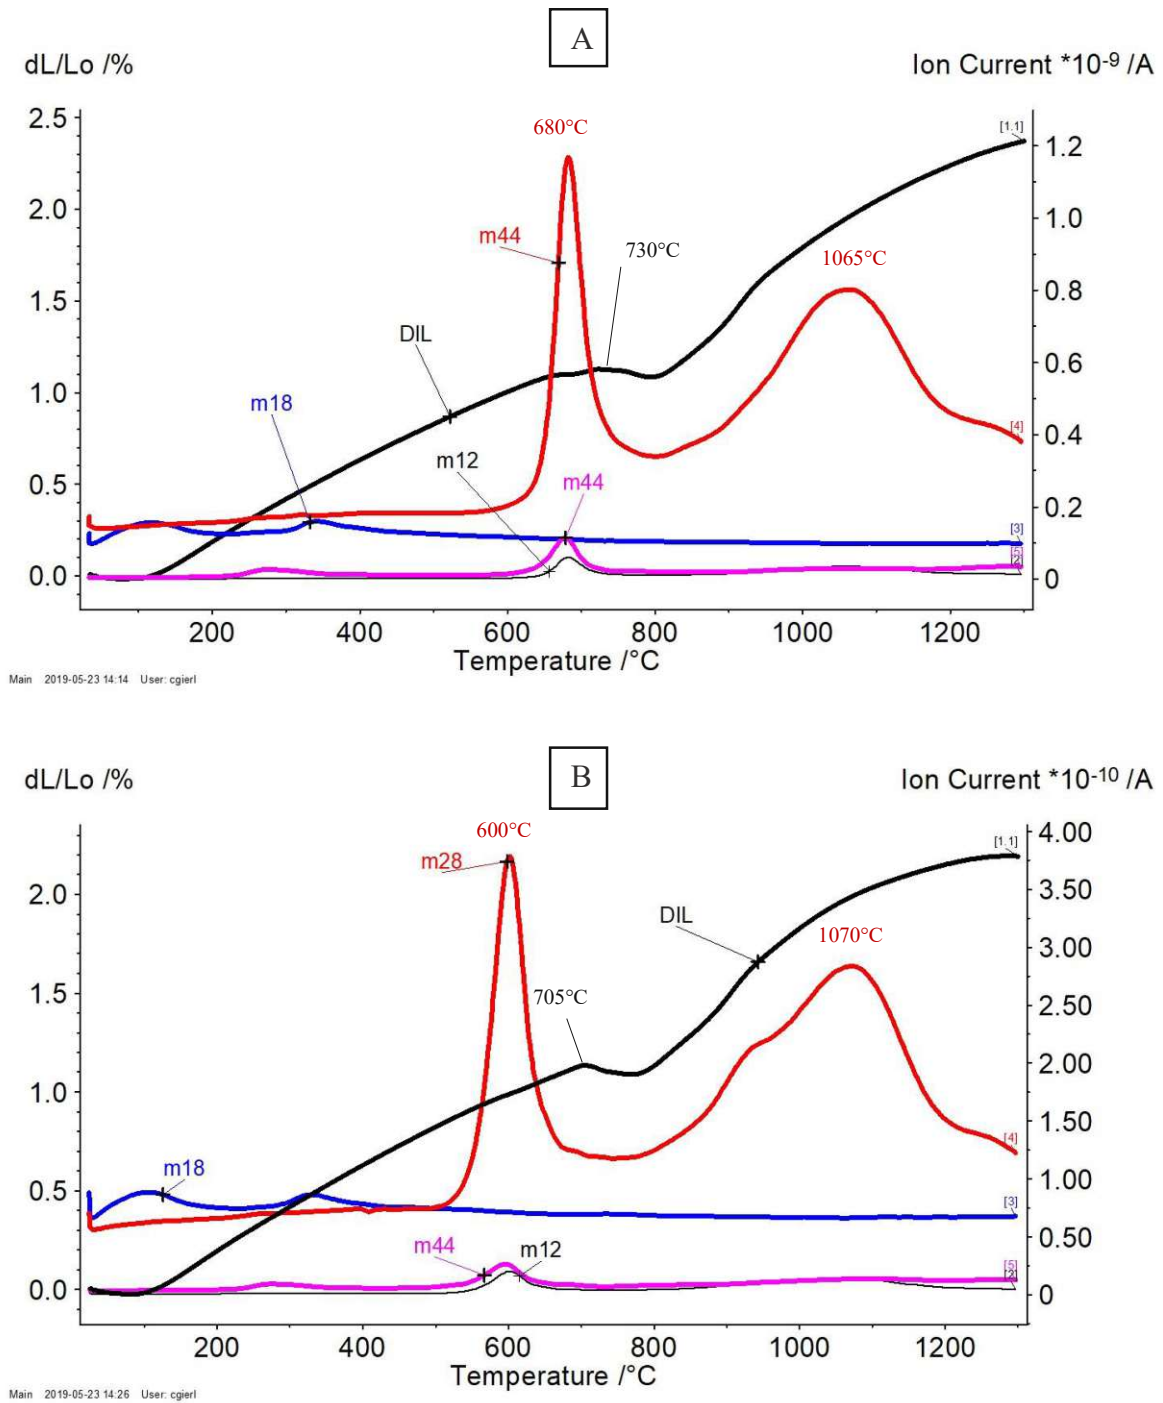 A
dL/Lo /%
Ion Current *10-9 /A
[1.1]
2.5
680°C
1.2
2.0
m44
730°C
1065°C
1.0
1.5
0.8
DIL
0.6
1.0
m18
m12
m44
[4]
0.4
0.5
0.2
[3]
[5]
[2]
0.0
0
200
400
600
800
1000
1200
Temperature /°C
Main 2019-05-23 14:14 User: cgierl
B
dL/Lo /%
Ion Current *10-10 /A
600°C
4.00
[1.1]
m28
2.0
3.50
DIL
1070°C
3.00
1.5
705°C
2.50
2.00
1.0
1.50
[4]
m18
0.5
1.00
[3]
m44
m12
0.50
[5]
0.0
0
200
400
600
800
1000
1200
Temperature /°C
Main 2019-05-23 14:26 User: cgierl